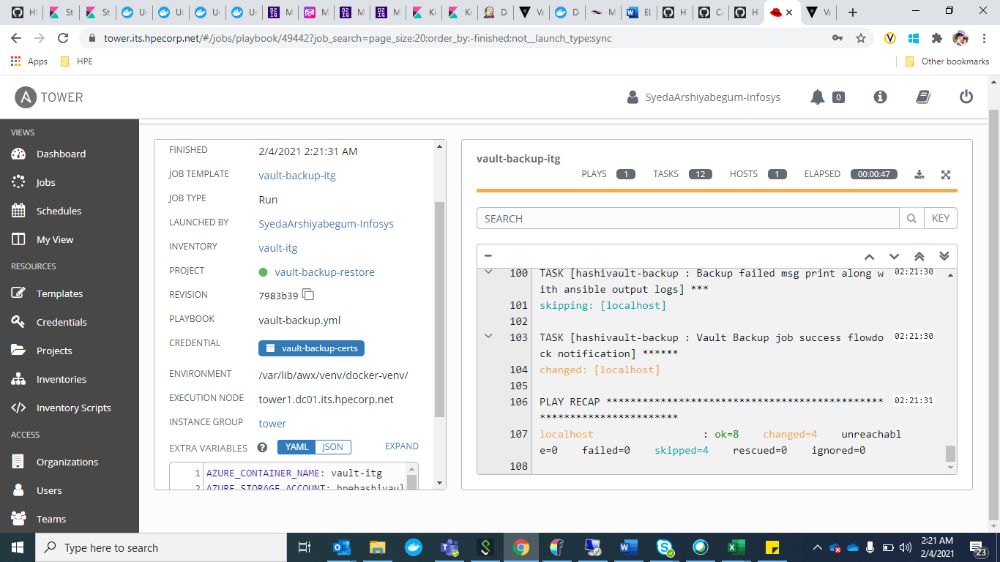 Hi
St
St
Ur
Ur
Ur
Ur
M
M
M
M
Ki
Ki
D.
Va
D
M
El
H
Ca
H
Va
tower.its.hpecorp.net/#/jobs/playbook/49442?job_search=page_size:20;order_by:-finished;not__launch_type:sync
Apps
HPE
Other bookmarks
TOWER
SyedaArshiyabegum-Infosys
0
VIEWS
Dashboard
Jobs
Schedules
My View
RESOURCES
Templates
Credentials
Projects
Inventories
Inventory Scripts
ACCESS
Organizations
Users
Teams
FINISHED 2/4/2021 2:21:31 AM
JOB TEMPLATE vault-backup-itg
JOB TYPE Run
LAUNCHED BY SyedaArshiyabegum-Infosys
INVENTORY vault-itg
PROJECT vault-backup-restore
REVISION 7983b39
PLAYBOOK vault-backup.yml
CREDENTIAL vault-backup-certs
ENVIRONMENT /var/lib/awx/venv/docker-venv/
EXECUTION NODE tower1.dc01.its.hpecorp.net
INSTANCE GROUP tower
EXTRA VARIABLES ? YAML JSON EXPAND
1 AZURE_CONTAINER_NAME: vault-itg
2 AZURE_STORAGE_ACCOUNT: hpehashivaul
vault-backup-itg
PLAYS 1 TASKS 12 HOSTS 1 ELAPSED 00:00:47
SEARCH KEY
100 TASK [hashivault-backup : Backup failed msg print along w 02:21:30
ith ansible output logs] ***
101 skipping: [localhost]
102
103 TASK [hashivault-backup : Vault Backup job success flowdo 02:21:30
ck notification] ******
104 changed: [localhost]
105
106 PLAY RECAP ********************************************** 02:21:31
***********************
107 localhost : ok=8 changed=4 unreachabl
e=0 failed=0 skipped=4 rescued=0 ignored=0
108
Type here to search
2:21 AM
2/4/2021
23